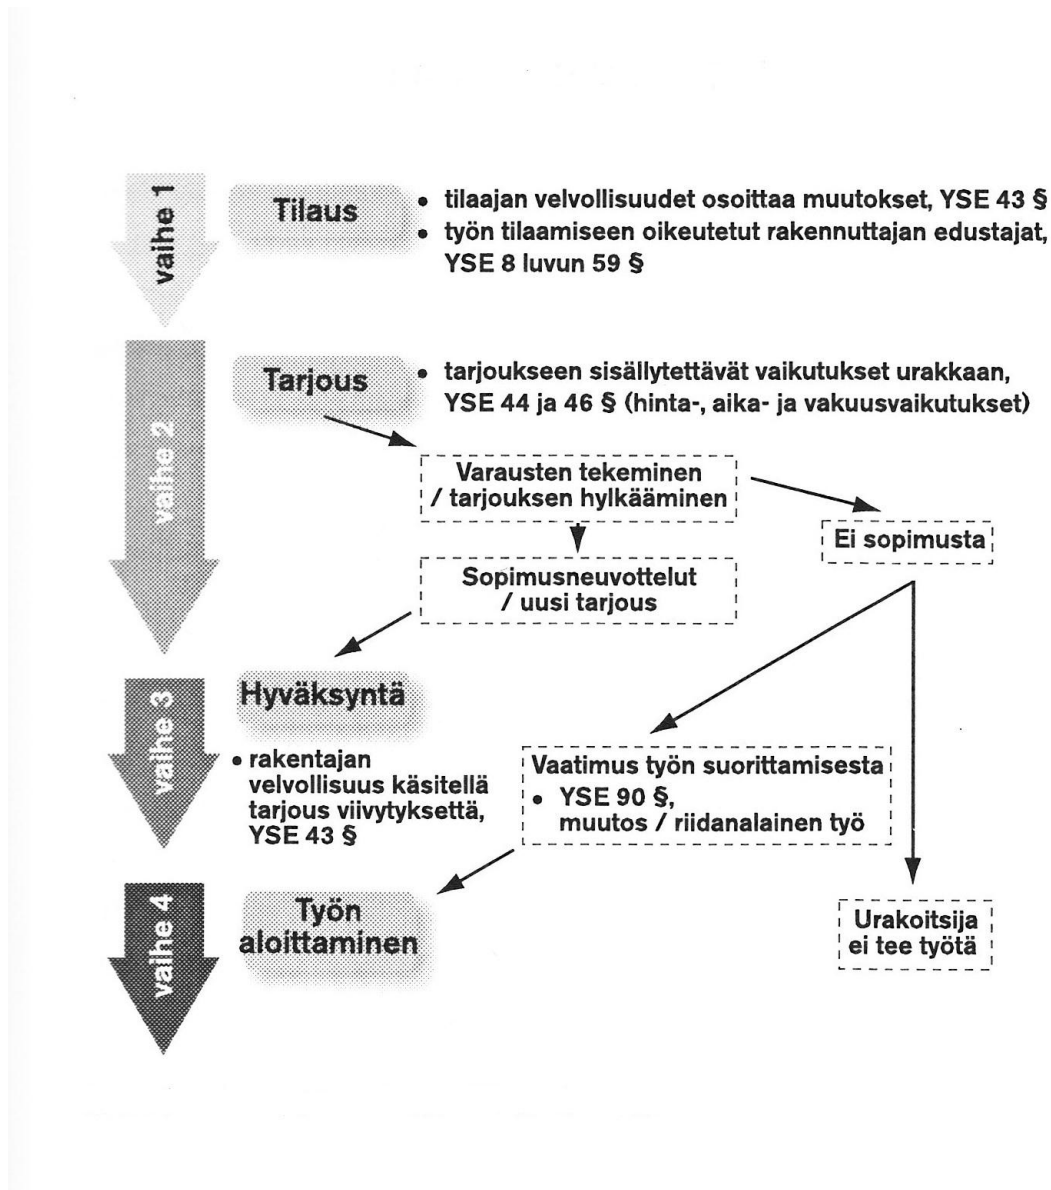 vaihe 1
Tilaus
• tilaajan velvollisuudet osoittaa muutokset, YSE 43 §
• työn tilaamiseen oikeutetut rakennuttajan edustajat,
YSE 8 luvun 59 §
vaihe 2
Tarjous
• tarjoukseen sisällytettävät vaikutukset urakkaan,
YSE 44 ja 46 § (hinta-, aika- ja vakuusvaikutukset)
Varausten tekeminen
/ tarjouksen hylkääminen
Ei sopimusta
Sopimusneuvottelut
/ uusi tarjous
vaihe 3
Hyväksyntä
• rakentajan
velvollisuus käsitellä
tarjous viivytyksettä,
YSE 43 §
Vaatimus työn suorittamisesta
• YSE 90 §,
muutos / riidanalainen työ
vaihe 4
Työn
aloittaminen
Urakoitsija
ei tee työtä